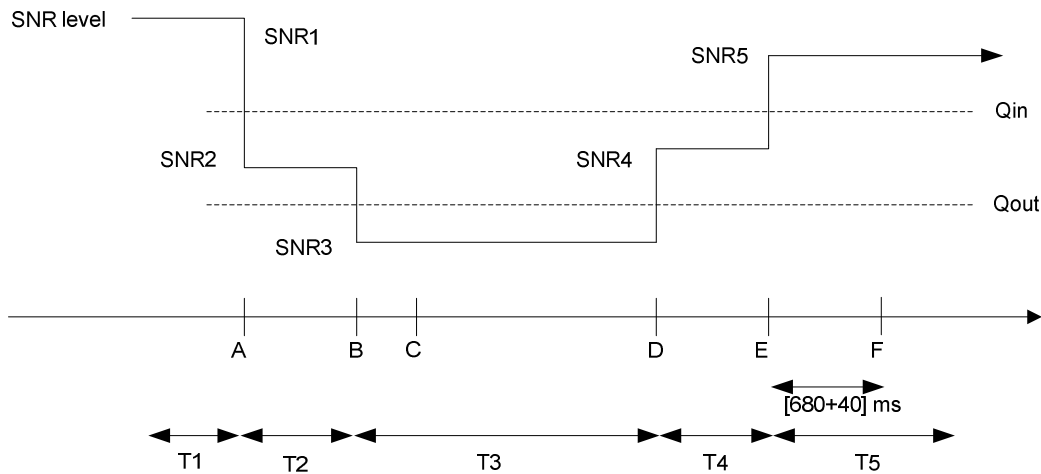 SNR level
SNR1
SNR5
Qin
SNR2
SNR4
Qout
SNR3
A
B
C
D
E
F
[680+40] ms
T1
T2
T3
T4
T5